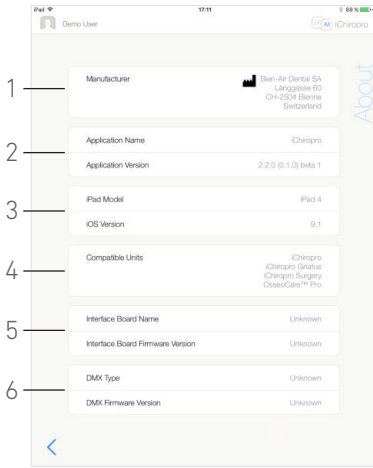 iPad 17:11 88 %
Demo User SA M iChiropro
About
1 Manufacturer Bien-Air Dental SA
Länggasse 60
CH-2504 Bienne
Switzerland
2 Application Name iChiropro
Application Version 2.2.0 (0.1.0) beta 1
3 iPad Model iPad 4
iOS Version 9.1
4 Compatible Units iChiropro
iChiropro Gnatus
iChiropro Surgery
OsseoCare™ Pro
5 Interface Board Name Unknown
Interface Board Firmware Version Unknown
6 DMX Type Unknown
DMX Firmware Version Unknown